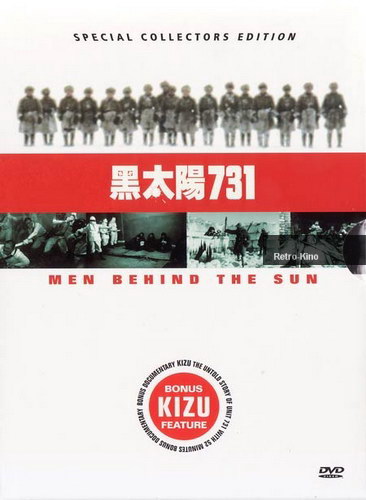 SPECIAL COLLECTORS EDITION
黑太陽731
Retro-Kino
MEN BEHIND THE SUN
BONUS DOCUMENTARY KIZU THE UNTOLD STORY OF UNIT 731 WITH 52 MINUTES BONUS DOCUMENTARY
BONUS
KIZU
FEATURE
DVD
VIDEO